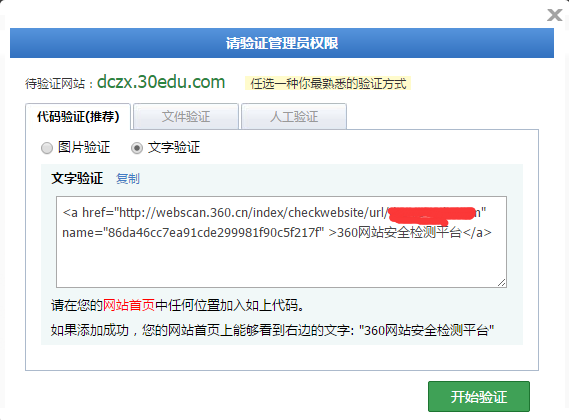 请验证管理员权限
待验证网站：dczx.30edu.com 任选一种你最熟悉的验证方式
代码验证(推荐) 文件验证 人工验证
图片验证 文字验证
文字验证 复制
<a href="http://webscan.360.cn/index/checkwebsite/url/ m"
name="86da46cc7ea91cde299981f90c5f217f" >360网站安全检测平台</a>
请在您的网站首页中任何位置加入如上代码。
如果添加成功，您的网站首页上能够看到右边的文字: "360网站安全检测平台"
开始验证